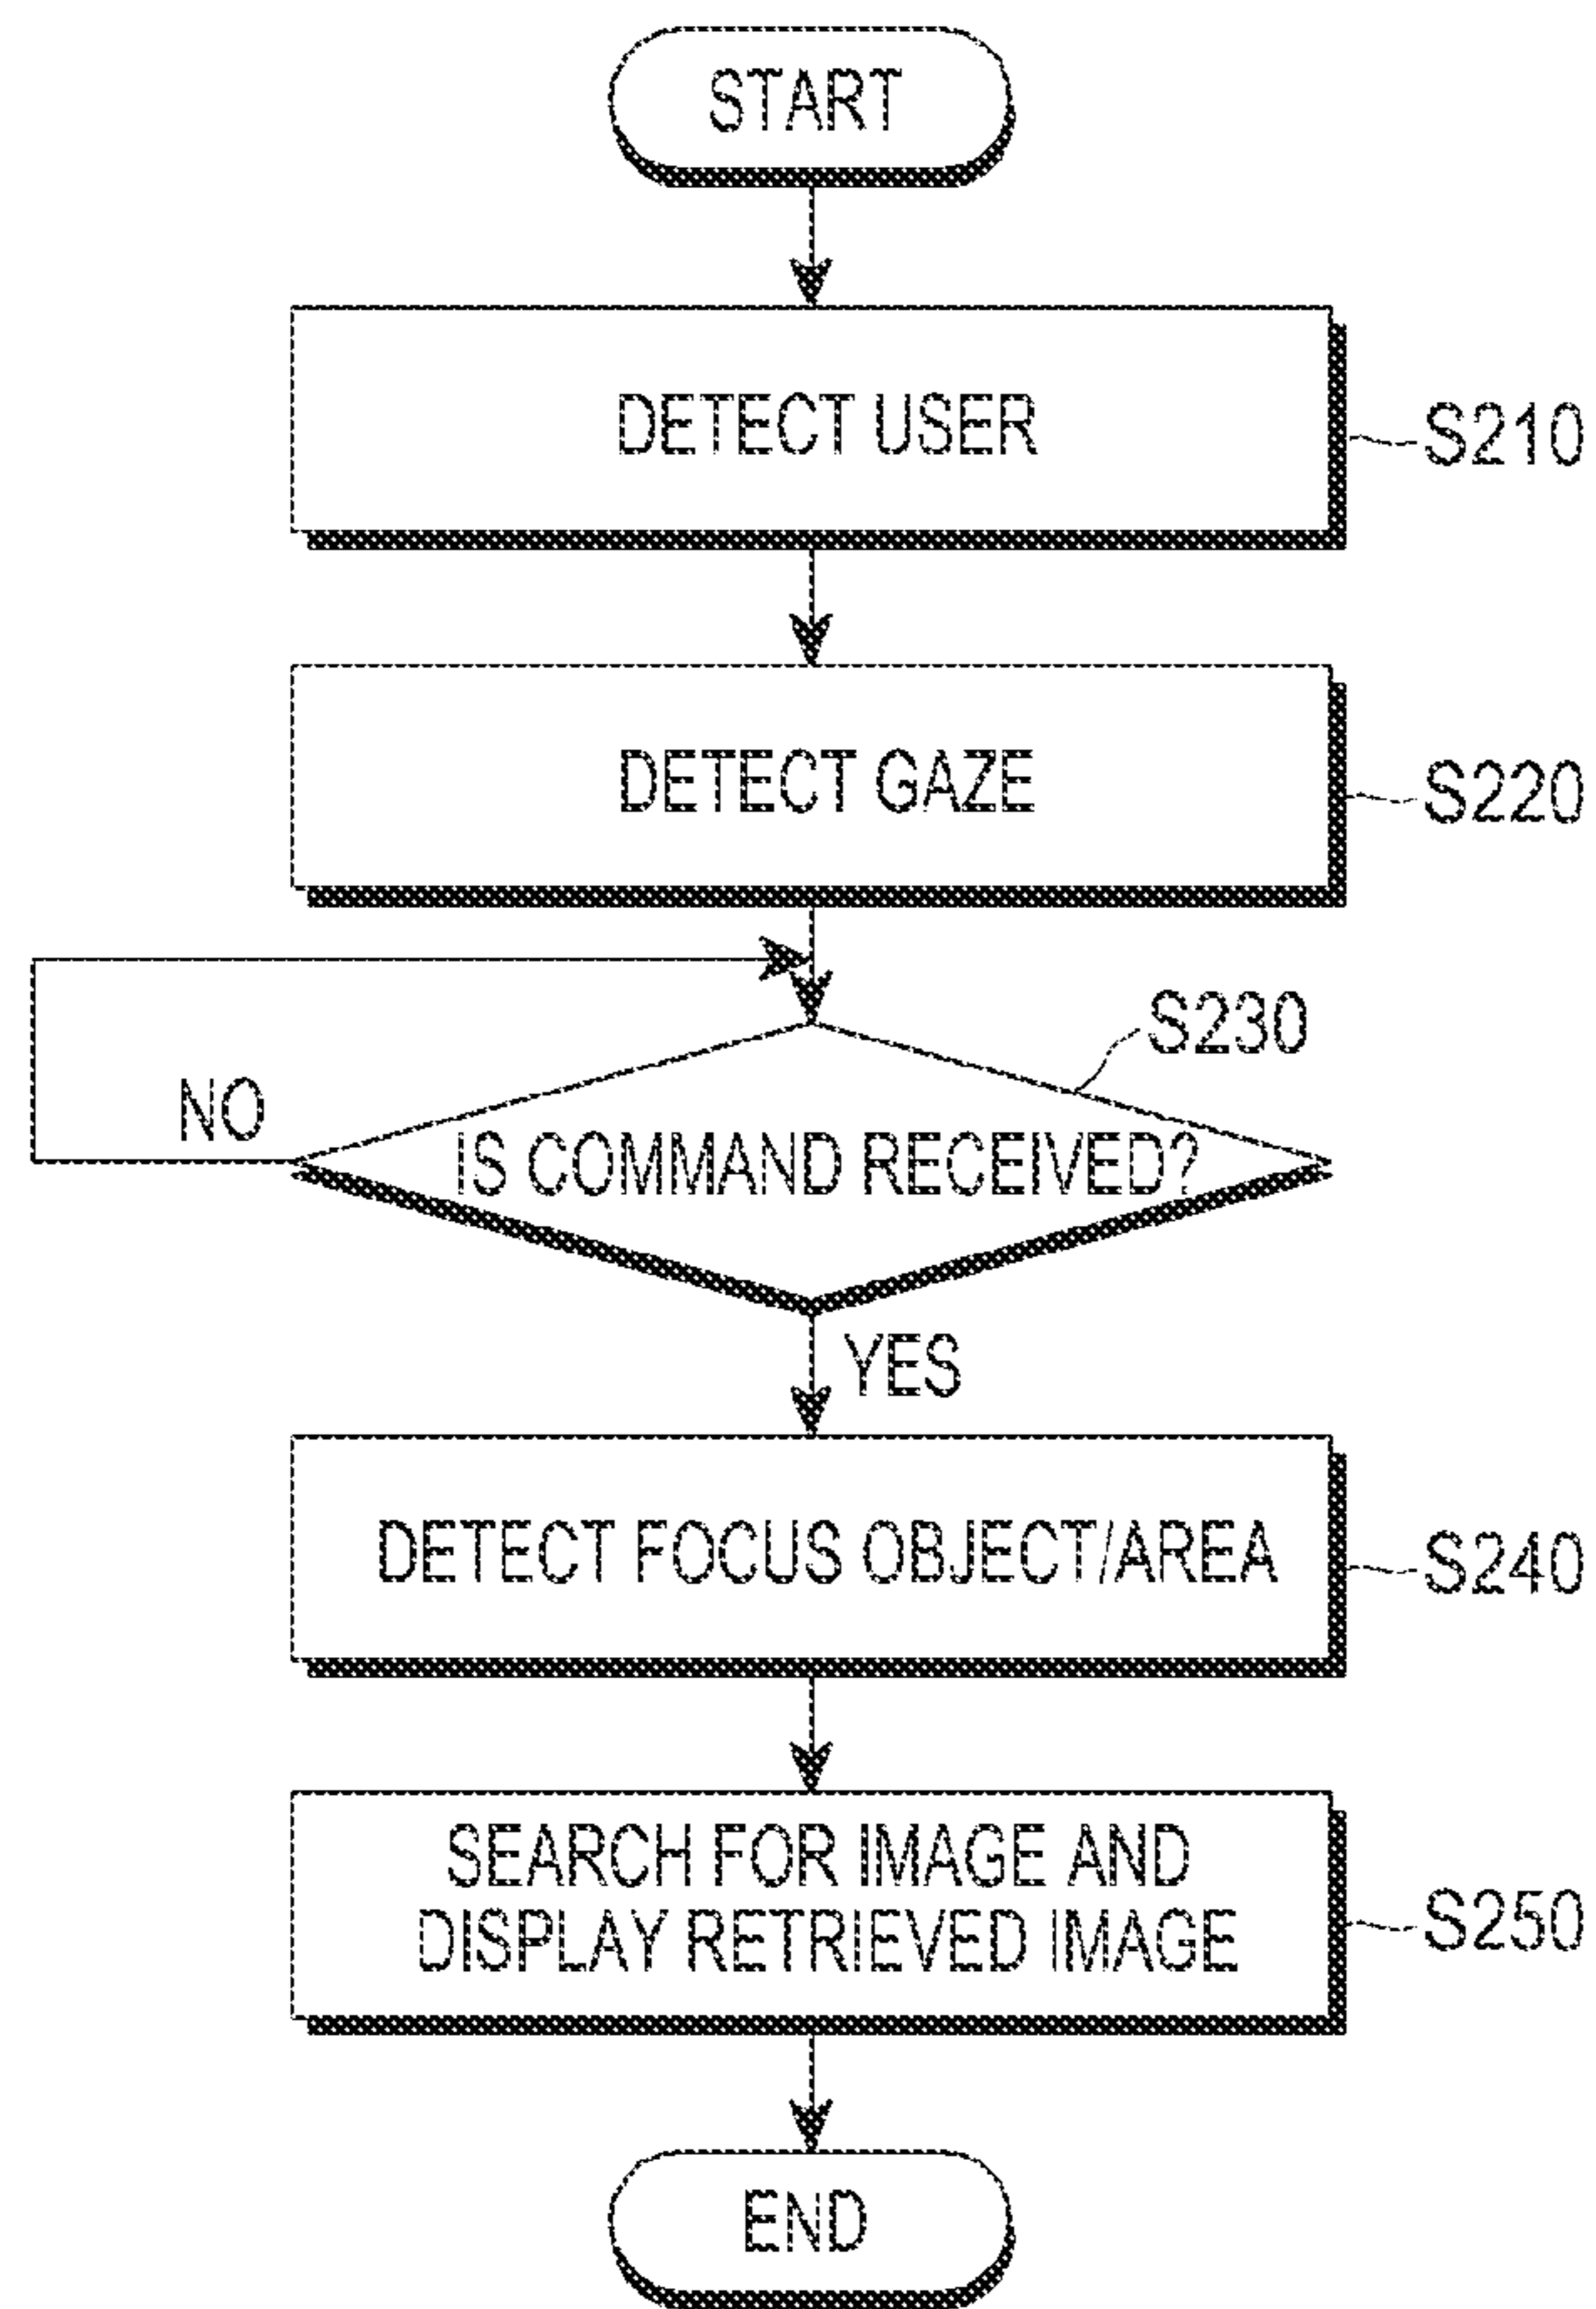 START
DETECT USER
S210
DETECT GAZE
S220
S230
NO
IS COMMAND RECEIVED?
YES
DETECT FOCUS OBJECT/AREA
S240
SEARCH FOR IMAGE AND
DISPLAY RETRIEVED IMAGE
S250
END